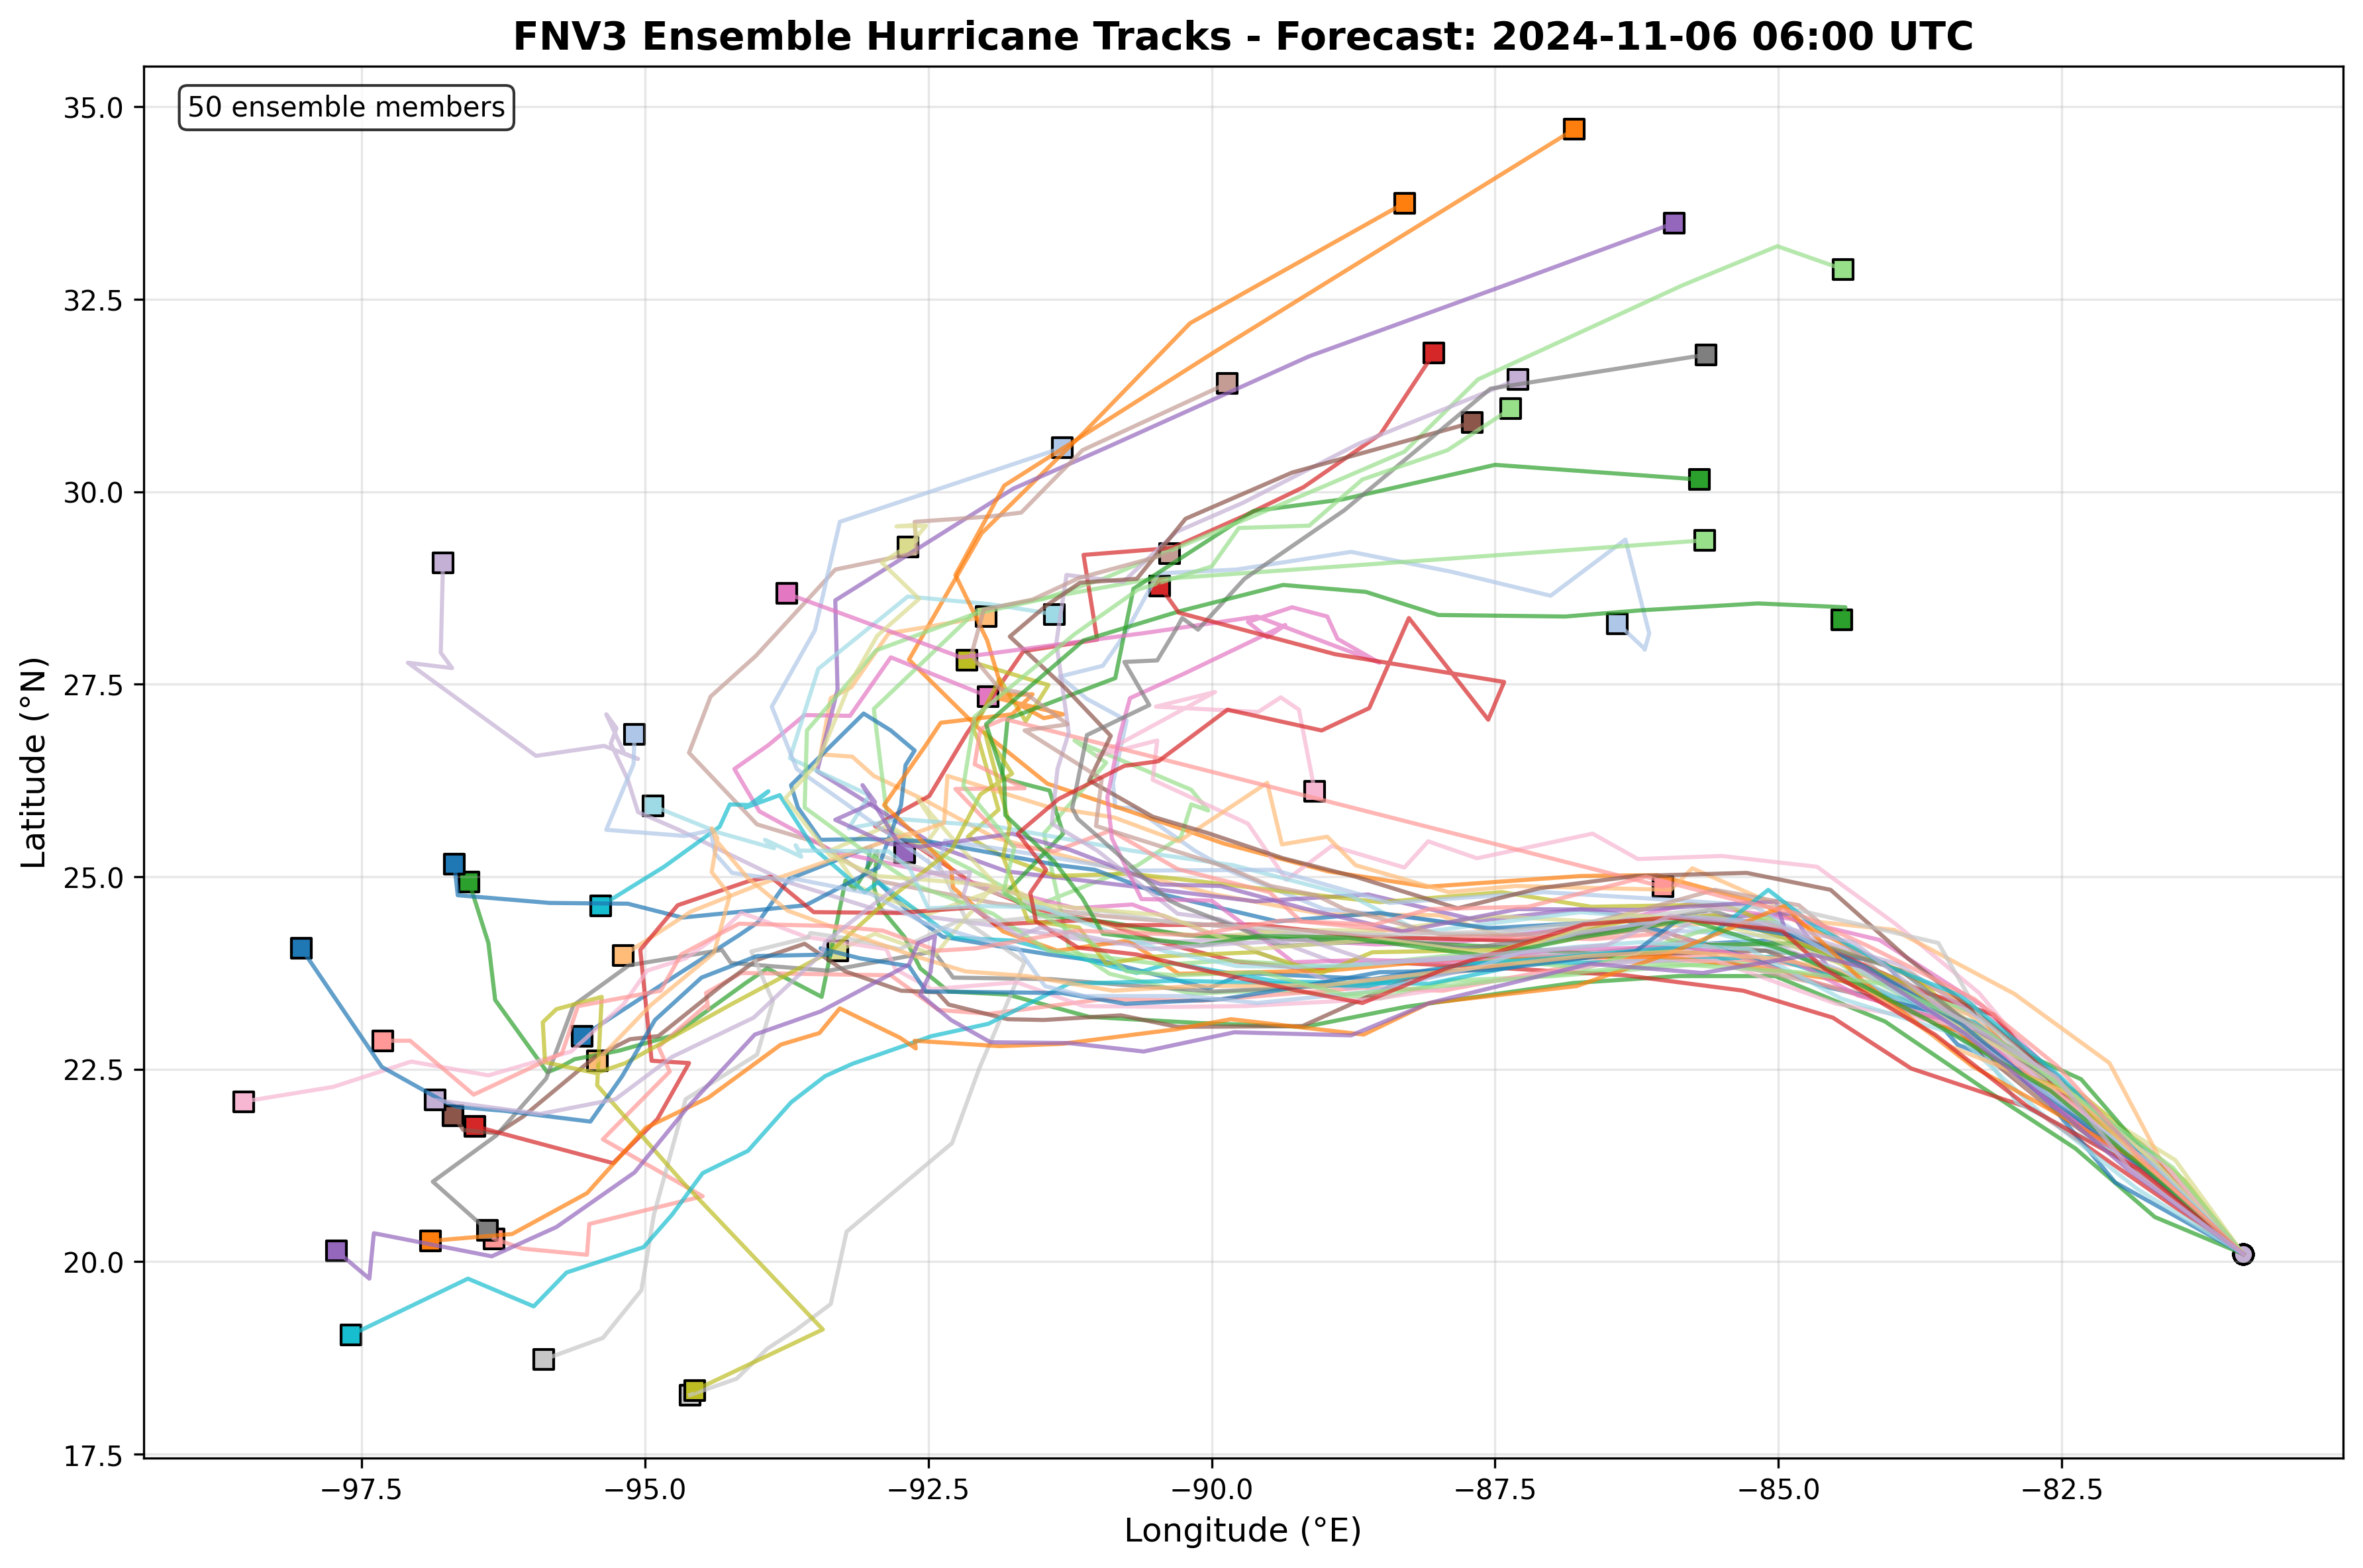 FNV3 Ensemble Hurricane Tracks - Forecast: 2024-11-06 06:00 UTC
50 ensemble members
35.0
32.5
30.0
27.5
25.0
22.5
20.0
17.5
Latitude (°N)
−97.5 −95.0 −92.5 −90.0 −87.5 −85.0 −82.5
Longitude (°E)